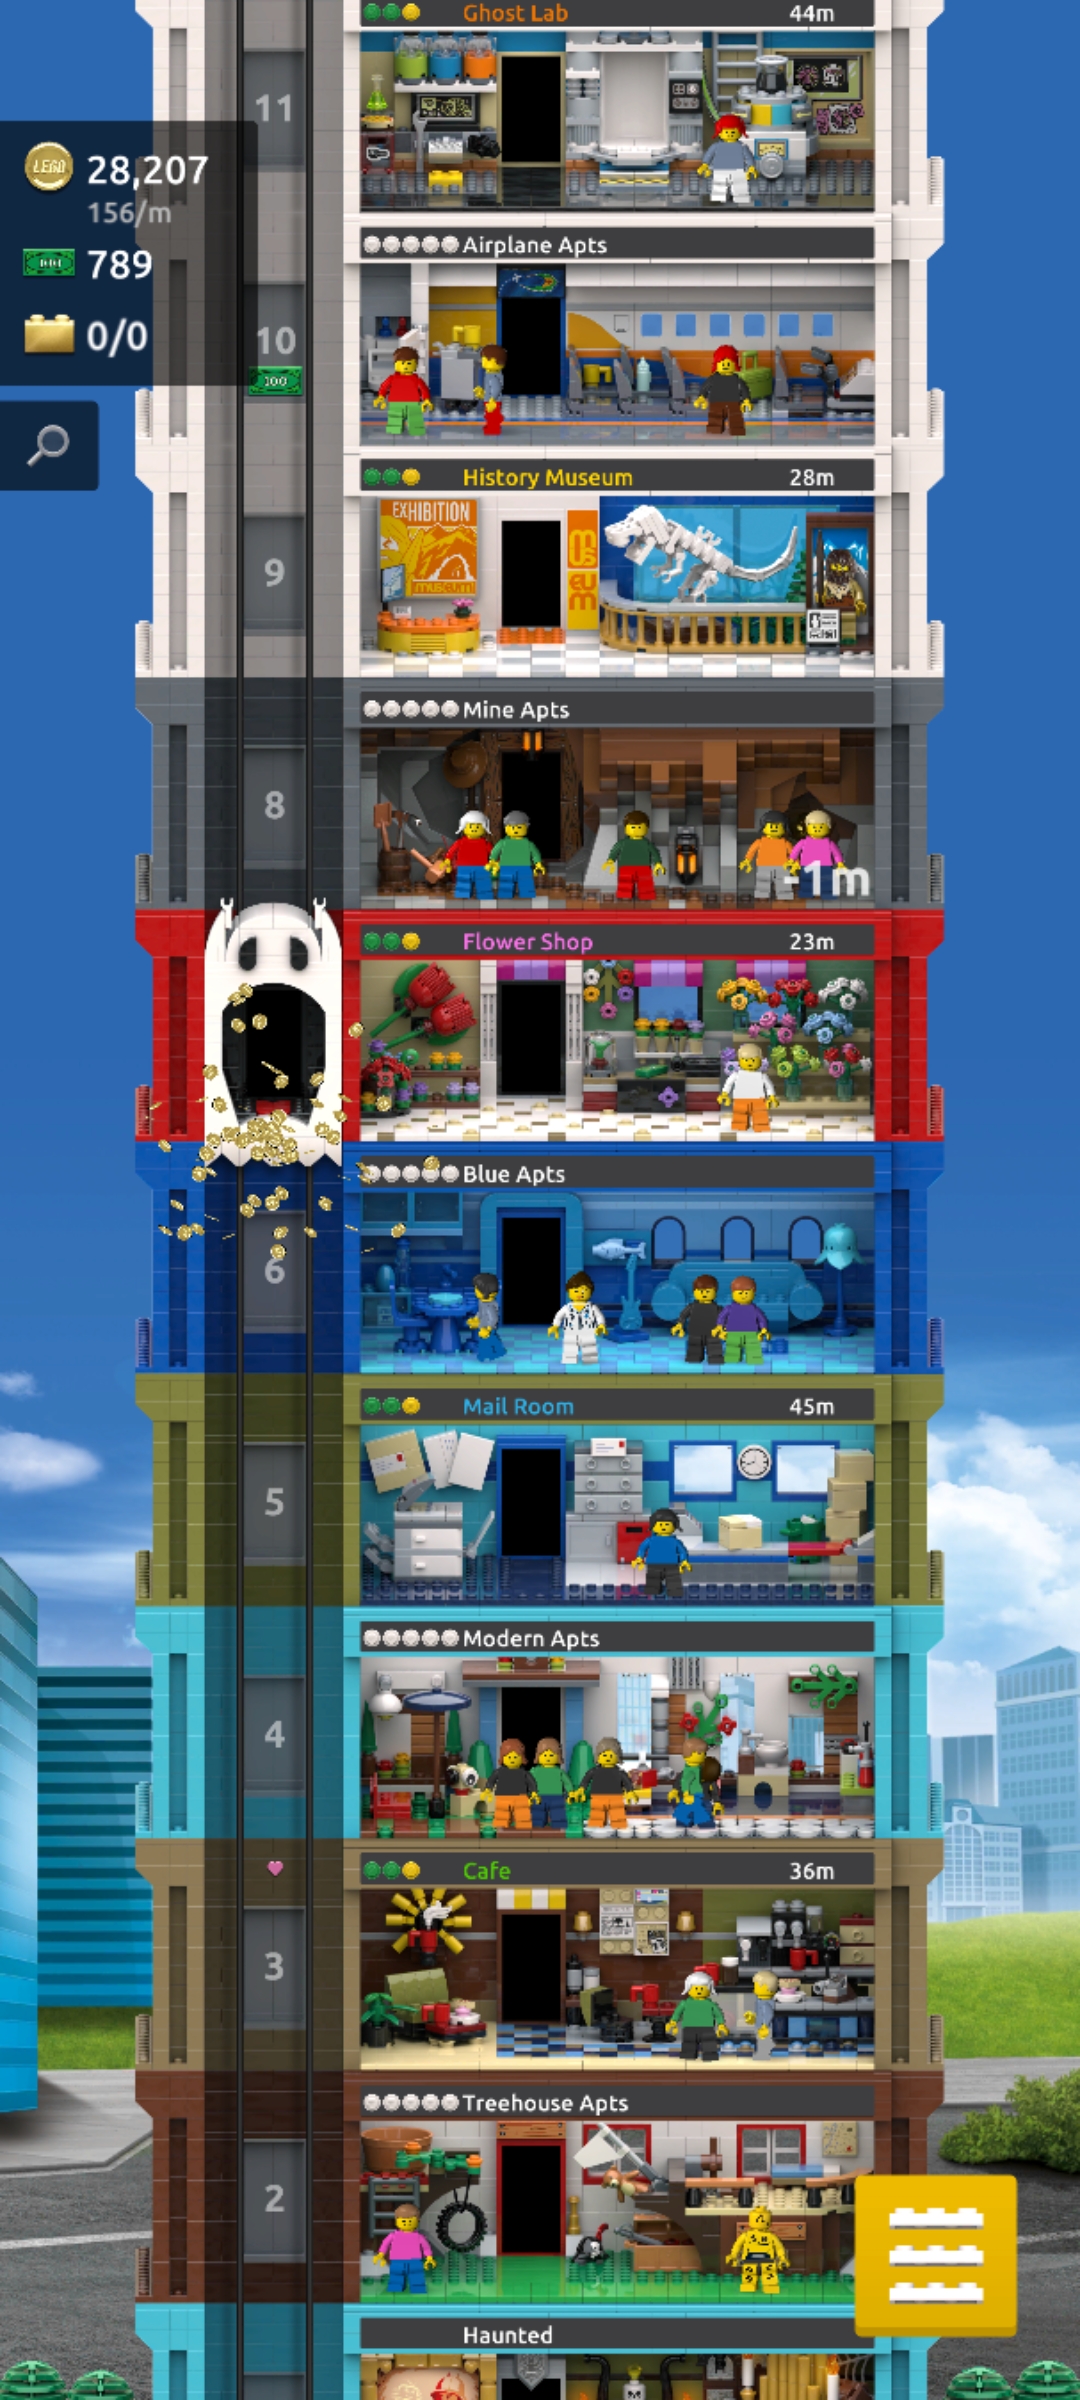 Ghost Lab 44m
11
LEGO 28,207
156/m
789
0/0
Airplane Apts
10
100
History Museum 28m
EXHIBITION
museum
9
Mine Apts
8
-1m
Flower Shop 23m
Blue Apts
6
Mail Room 45m
5
Modern Apts
4
Cafe 36m
3
Treehouse Apts
2
Haunted